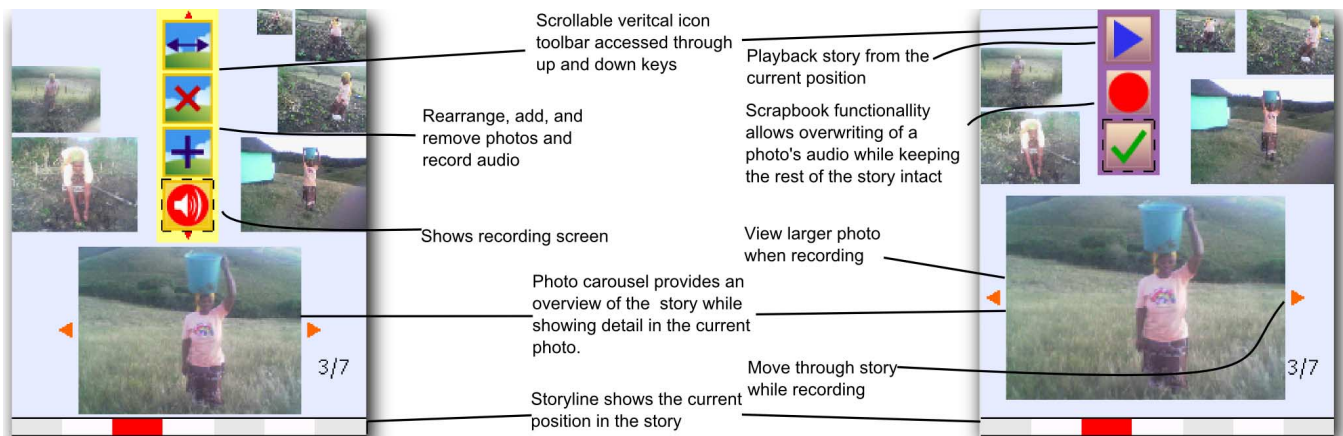 Scrollable veritcal icon
toolbar accessed through
up and down keys
Rearrange, add, and
remove photos and
record audio
Shows recording screen
Photo carousel provides an
overview of the story while
showing detail in the current
photo.
Storyline shows the current
position in the story
3/7
Playback story from the
current position
Scrapbook functionallity
allows overwriting of a
photo's audio while keeping
the rest of the story intact
View larger photo
when recording
Move through story
while recording
3/7